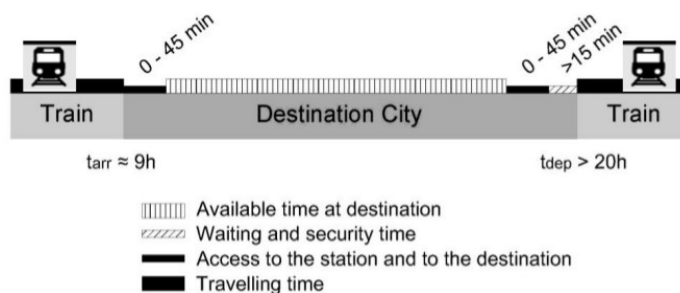 0 - 45 min
0 - 45 min
>15 min
Train
Destination City
Train
tarr ≈ 9h
tdep > 20h
Available time at destination
Waiting and security time
Access to the station and to the destination
Travelling time